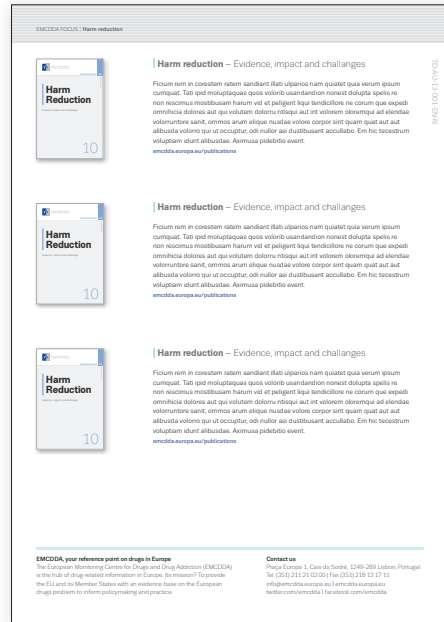 EMCDDA FOCUS | Harm reduction
TD-AU-13-001-EN-N
Harm
Reduction
10
Harm reduction – Evidence, impact and challanges
Ficium rem in corestem ratem sandiant illati ulparios nam quiatet quia verum ipsum
cumquat. Tati ipid moluptaquas quos volorib usandandion nonest dolupta spelis re
non rescimus mostibusam harum vid et peligent liqui tendicillore ne corum que expedi
omnihicia dolores aut qui volutem dolorru ntisqui aut int volorem oloremqui ad elendae
volorruntore sanit, ommos arum elique nusdae volore corpor sint quam quat aut aut
alibusda volorro qui ut occuptur, odi nullor asi dustibusant accullabo. Em hic tecestrum
voluptiam idunt alibusdae. Aximusa pidebitio event.
emcdda.europa.eu/publications
Harm
Reduction
10
Harm reduction – Evidence, impact and challanges
Ficium rem in corestem ratem sandiant illati ulparios nam quiatet quia verum ipsum
cumquat. Tati ipid moluptaquas quos volorib usandandion nonest dolupta spelis re
non rescimus mostibusam harum vid et peligent liqui tendicillore ne corum que expedi
omnihicia dolores aut qui volutem dolorru ntisqui aut int volorem oloremqui ad elendae
volorruntore sanit, ommos arum elique nusdae volore corpor sint quam quat aut aut
alibusda volorro qui ut occuptur, odi nullor asi dustibusant accullabo. Em hic tecestrum
voluptiam idunt alibusdae. Aximusa pidebitio event.
emcdda.europa.eu/publications
Harm
Reduction
10
Harm reduction – Evidence, impact and challanges
Ficium rem in corestem ratem sandiant illati ulparios nam quiatet quia verum ipsum
cumquat. Tati ipid moluptaquas quos volorib usandandion nonest dolupta spelis re
non rescimus mostibusam harum vid et peligent liqui tendicillore ne corum que expedi
omnihicia dolores aut qui volutem dolorru ntisqui aut int volorem oloremqui ad elendae
volorruntore sanit, ommos arum elique nusdae volore corpor sint quam quat aut aut
alibusda volorro qui ut occuptur, odi nullor asi dustibusant accullabo. Em hic tecestrum
voluptiam idunt alibusdae. Aximusa pidebitio event.
emcdda.europa.eu/publications
EMCDDA, your reference point on drugs in Europe
The European Monitoring Centre for Drugs and Drug Addiction (EMCDDA)
is the hub of drug-related information in Europe. Its mission? To provide
the EU and its Member States with an evidence base on the European
drugs problem to inform policymaking and practice
Contact us
Praça Europa 1, Cais do Sodré, 1249-289 Lisbon, Portugal
Tel. (351) 211 21 02 00 | Fax (351) 218 13 17 11
info@emcdda.europa.eu | emcdda.europa.eu
twitter.com/emcdda | facebook.com/emcdda